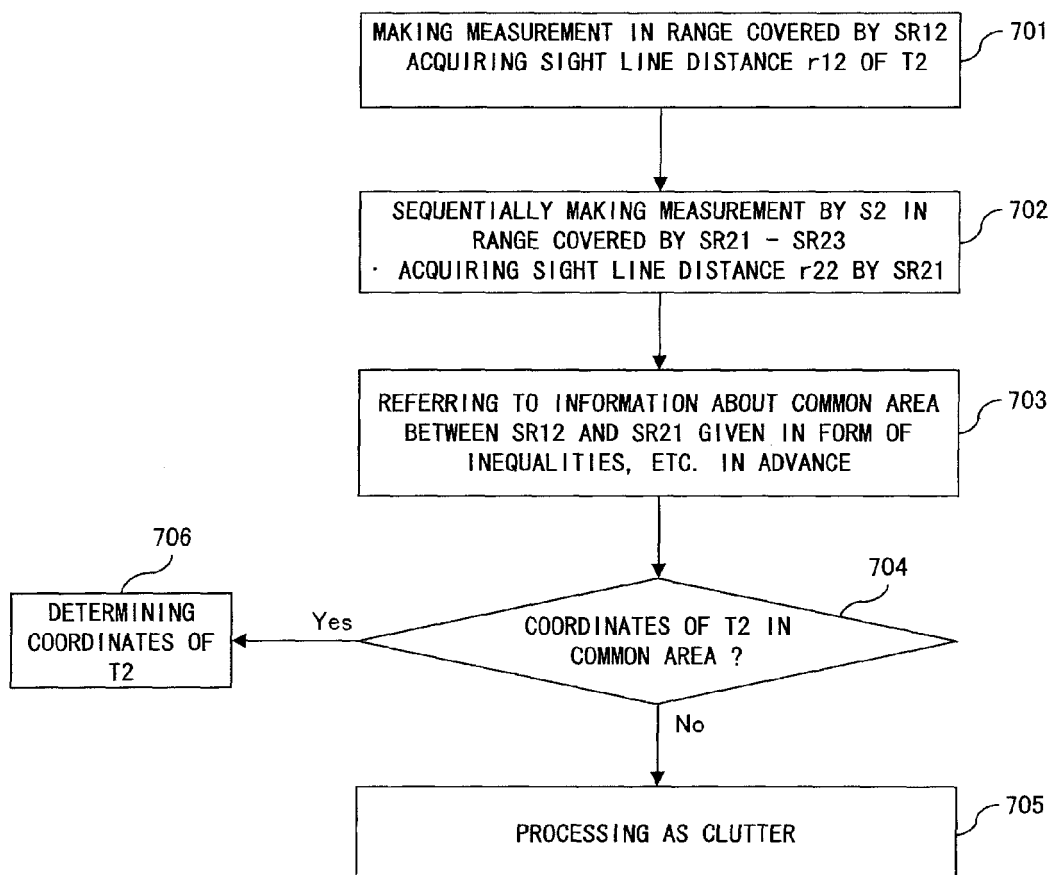 MAKING MEASUREMENT IN RANGE COVERED BY SR12
ACQUIRING SIGHT LINE DISTANCE r12 OF T2
701
SEQUENTIALLY MAKING MEASUREMENT BY S2 IN
RANGE COVERED BY SR21 - SR23
· ACQUIRING SIGHT LINE DISTANCE r22 BY SR21
702
REFERRING TO INFORMATION ABOUT COMMON AREA
BETWEEN SR12 AND SR21 GIVEN IN FORM OF
INEQUALITIES, ETC. IN ADVANCE
703
706
DETERMINING
COORDINATES OF
T2
Yes
704
COORDINATES OF T2 IN
COMMON AREA ?
No
PROCESSING AS CLUTTER
705